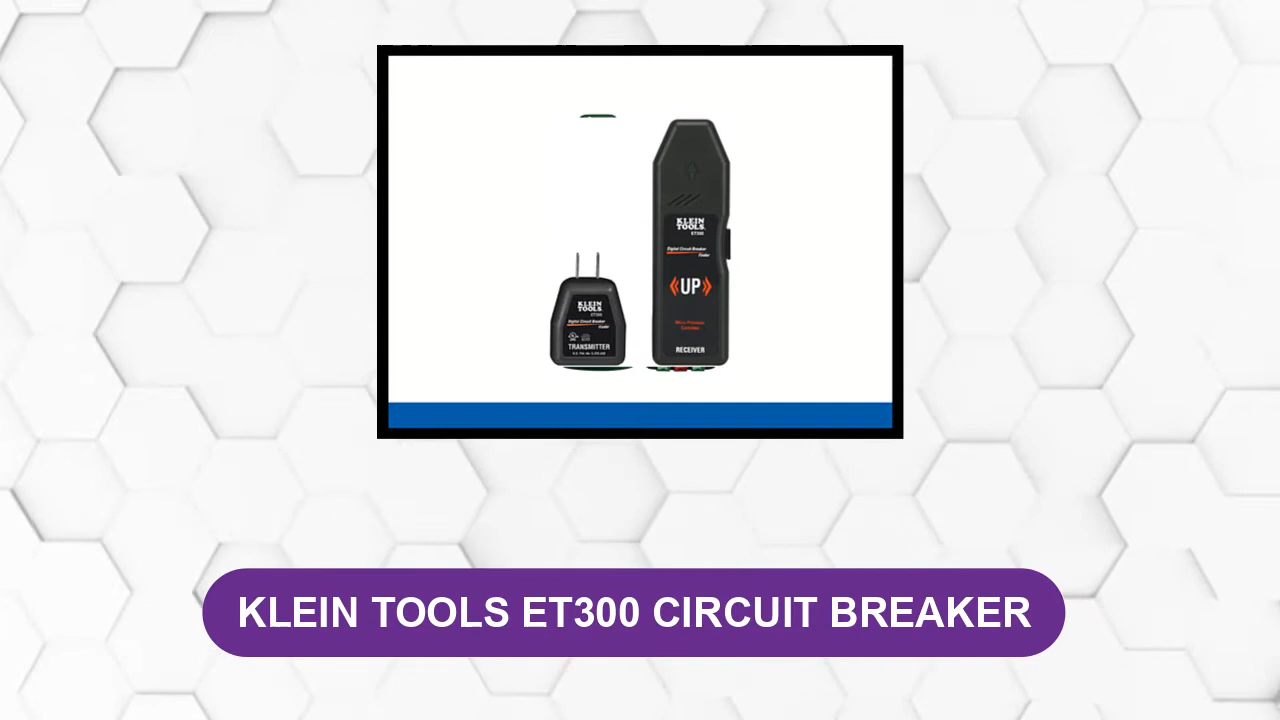 KLEIN
TOOLS
ET300
Digital Circuit Breaker
Finder
UP
RECEIVER
KLEIN
TOOLS
ET300
Digital Circuit Breaker
Finder
TRANSMITTER
KLEIN TOOLS ET300 CIRCUIT BREAKER